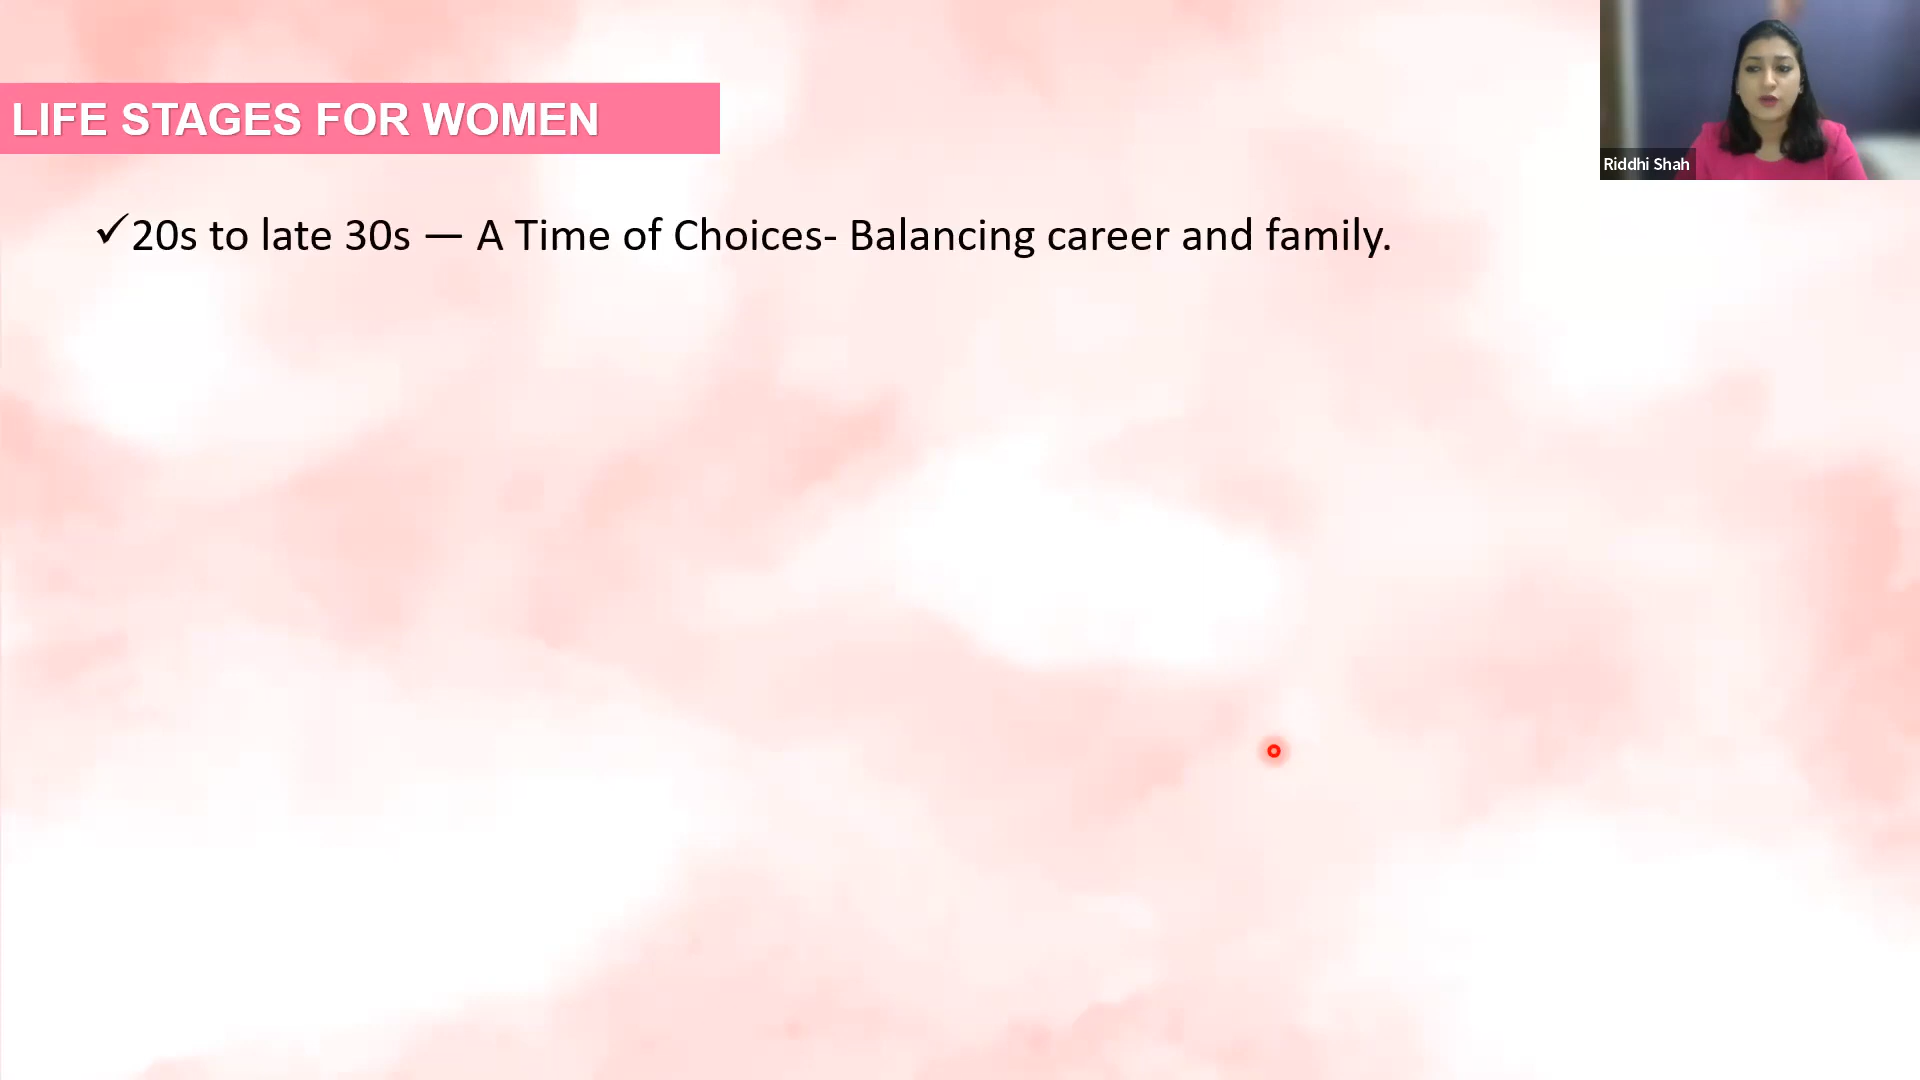 LIFE STAGES FOR WOMEN
Riddhi Shah
✓20s to late 30s — A Time of Choices- Balancing career and family.